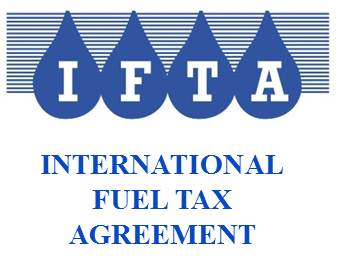 IFTA
INTERNATIONAL
FUEL TAX
AGREEMENT